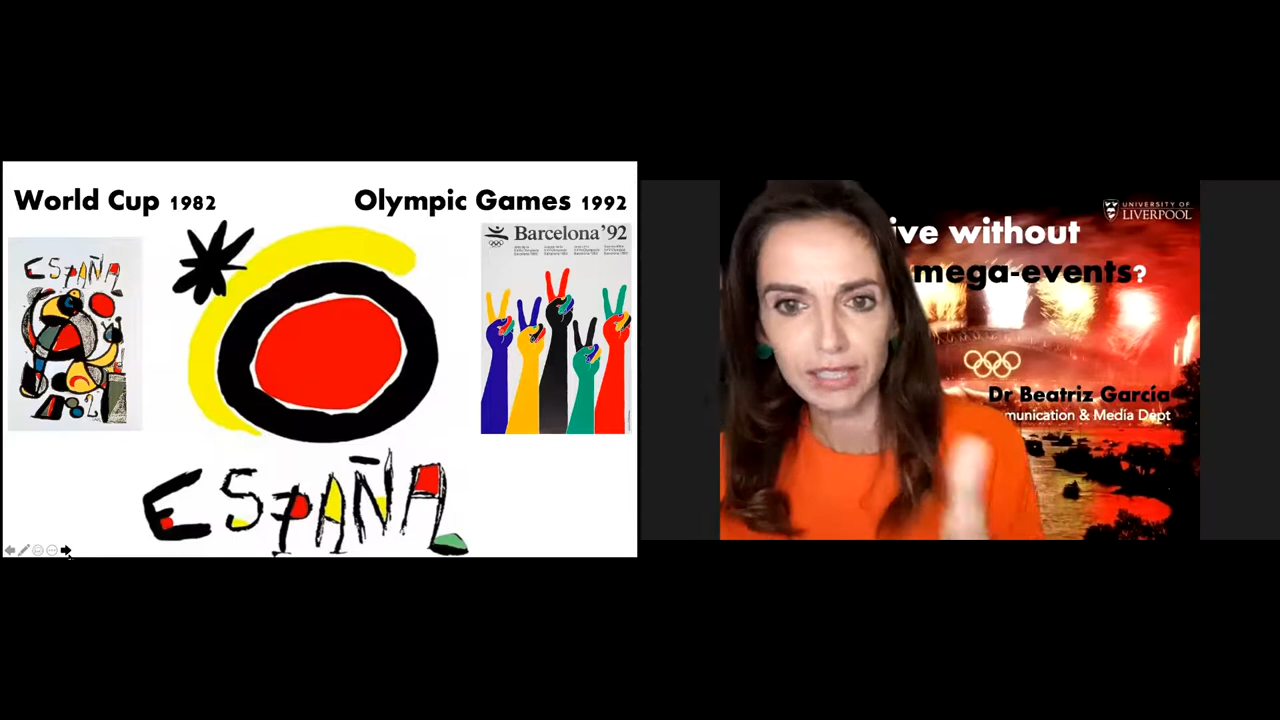 World Cup 1982
Olympic Games 1992
ESPAÑA
Barcelona '92
ESPAÑA
UNIVERSITY OF
LIVERPOOL
ive without
mega-events?
Dr Beatriz García
munication & Media Dept